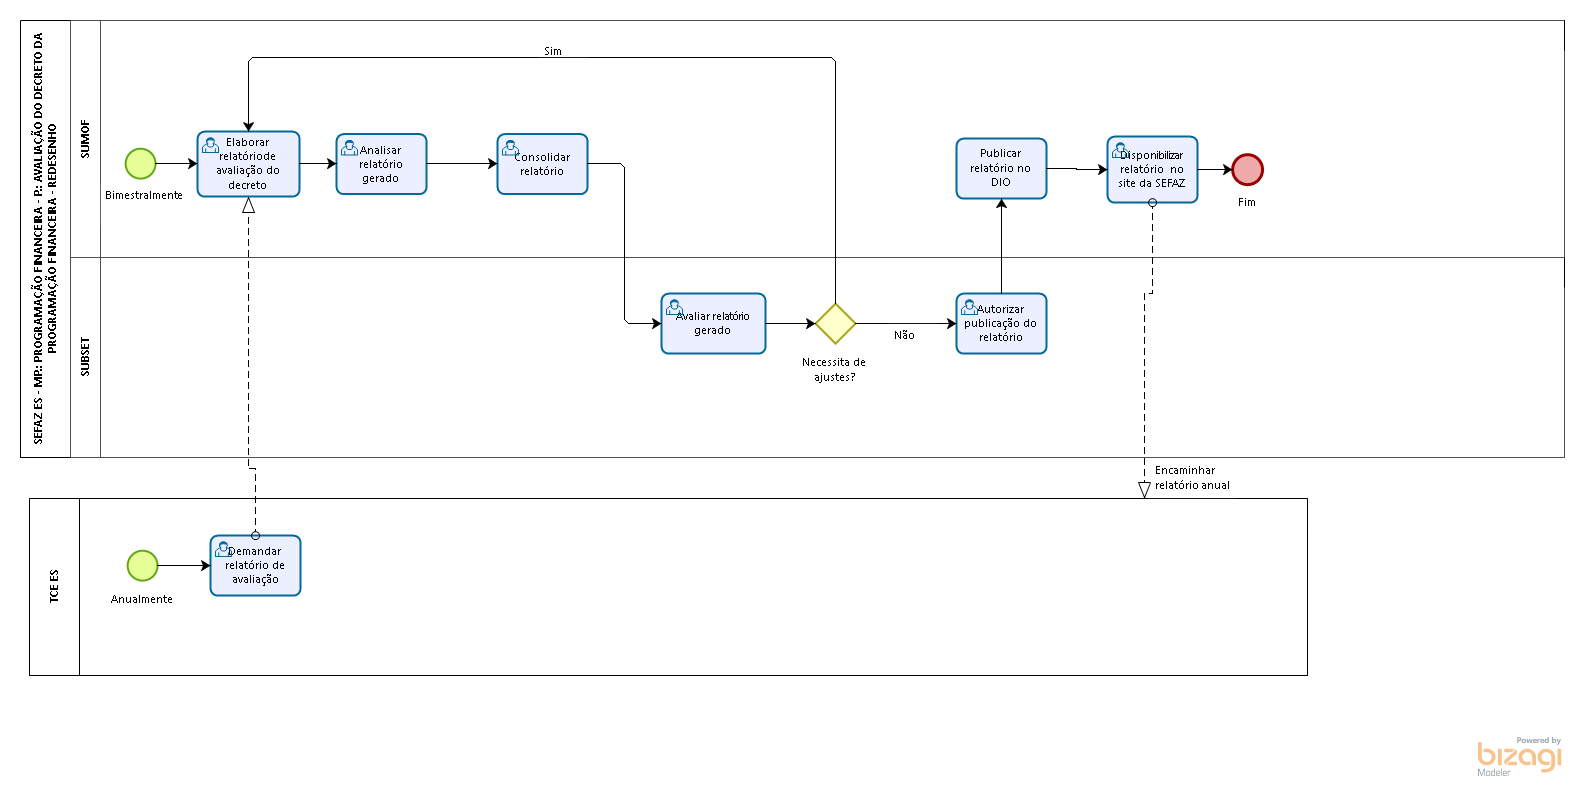 SEFAZ ES - MP.: PROGRAMAÇÃO FINANCEIRA - P.: AVALIAÇÃO DO DECRETO DA
PROGRAMAÇÃO FINANCEIRA - REDESENHO
SUMOF
Sim
Bimestralmente
Elaborar
relatóriode
avaliação do
decreto
Analisar
relatório
gerado
Consolidar
relatório
Publicar
relatório no
DIO
Disponibilizar
relatório no
site da SEFAZ
Fim
SUBSET
Avaliar relatório
gerado
Necessita de
ajustes?
Não
Autorizar
publicação do
relatório
Encaminhar
relatório anual
TCE ES
Anualmente
Demandar
relatório de
avaliação
Powered by
bizagi
Modeler